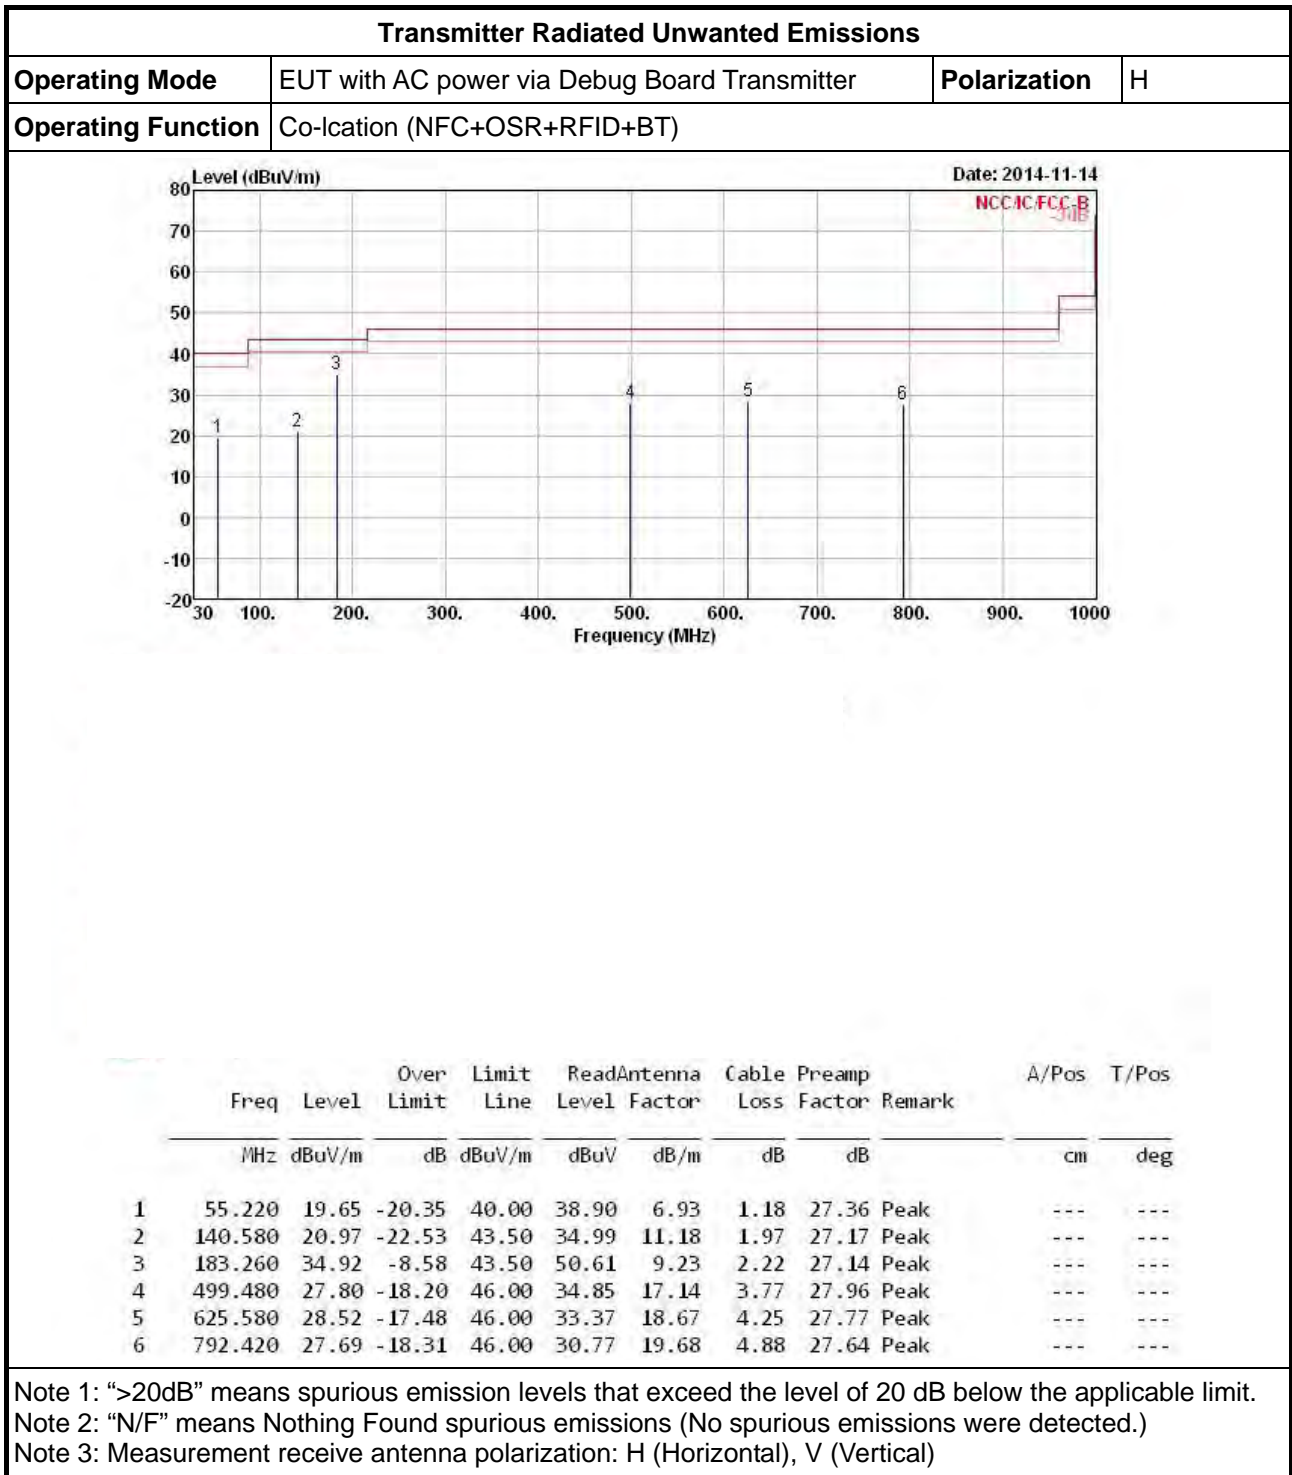 Transmitter Radiated Unwanted Emissions
Operating Mode EUT with AC power via Debug Board Transmitter Polarization H
Operating Function Co-lcation (NFC+OSR+RFID+BT)
Level (dBuV/m) Date: 2014-11-14
80
NCC/IC/FCC-B
-3dB
70
60
50
40
30
20
10
0
-10
-20
1 2 3 4 5 6
30 100. 200. 300. 400. 500. 600. 700. 800. 900. 1000
Frequency (MHz)
Over Limit ReadAntenna Cable Preamp A/Pos T/Pos
Freq Level Limit Line Level Factor Loss Factor Remark
MHz dBuV/m dB dBuV/m dBuV dB/m dB dB cm deg
1 55.220 19.65 -20.35 40.00 38.90 6.93 1.18 27.36 Peak --- ---
2 140.580 20.97 -22.53 43.50 34.99 11.18 1.97 27.17 Peak --- ---
3 183.260 34.92 -8.58 43.50 50.61 9.23 2.22 27.14 Peak --- ---
4 499.480 27.80 -18.20 46.00 34.85 17.14 3.77 27.96 Peak --- ---
5 625.580 28.52 -17.48 46.00 33.37 18.67 4.25 27.77 Peak --- ---
6 792.420 27.69 -18.31 46.00 30.77 19.68 4.88 27.64 Peak --- ---
Note 1: “>20dB” means spurious emission levels that exceed the level of 20 dB below the applicable limit.
Note 2: “N/F” means Nothing Found spurious emissions (No spurious emissions were detected.)
Note 3: Measurement receive antenna polarization: H (Horizontal), V (Vertical)